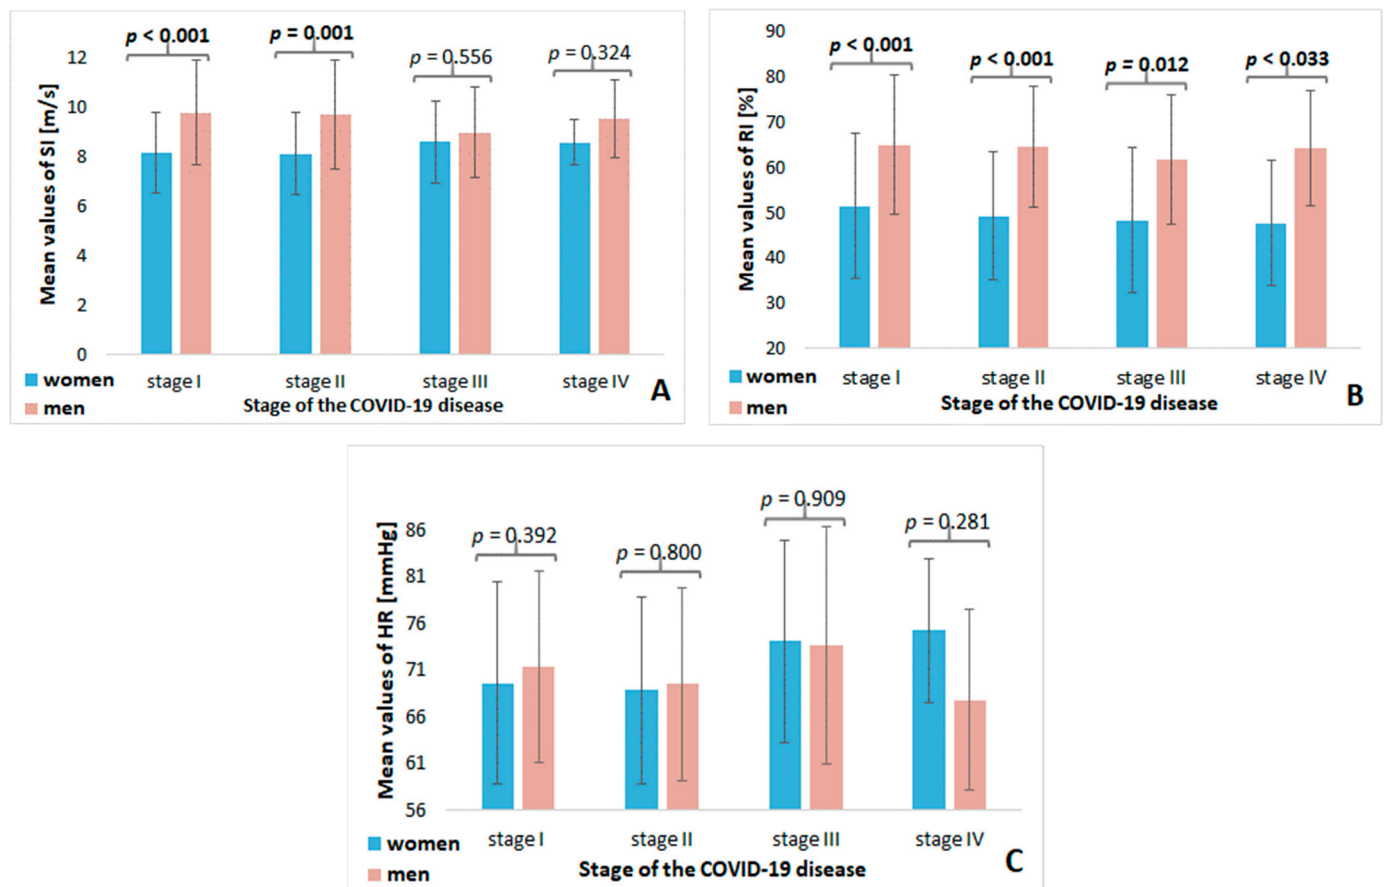 p < 0.001
p = 0.001
p = 0.556
p = 0.324
Mean values of SI [m/s]
12
10
8
6
4
2
0
women
men
stage I
stage II
stage III
stage IV
Stage of the COVID-19 disease
A
p < 0.001
p < 0.001
p = 0.012
p < 0.033
Mean values of RI [%]
90
80
70
60
50
40
30
20
women
men
stage I
stage II
stage III
stage IV
Stage of the COVID-19 disease
B
p = 0.392
p = 0.800
p = 0.909
p = 0.281
Mean values of HR [mmHg]
86
81
76
71
66
61
56
women
men
stage I
stage II
stage III
stage IV
Stage of the COVID-19 disease
C